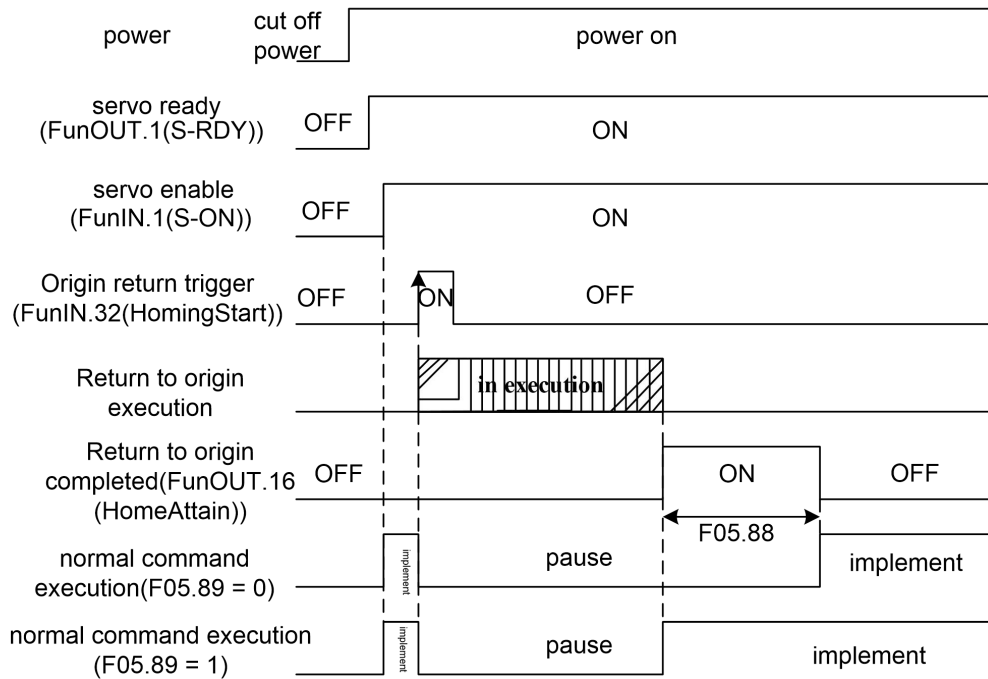 power
cut off
power
power on
servo ready
(FunOUT.1(S-RDY))
OFF
ON
servo enable
(FunIN.1(S-ON))
OFF
ON
Origin return trigger
(FunIN.32(HomingStart))
OFF
ON
OFF
Return to origin
execution
in execution
Return to origin
completed(FunOUT.16
(HomeAttain))
OFF
ON
OFF
F05.88
normal command
execution(F05.89 = 0)
implement
pause
implement
normal command execution
(F05.89 = 1)
implement
pause
implement